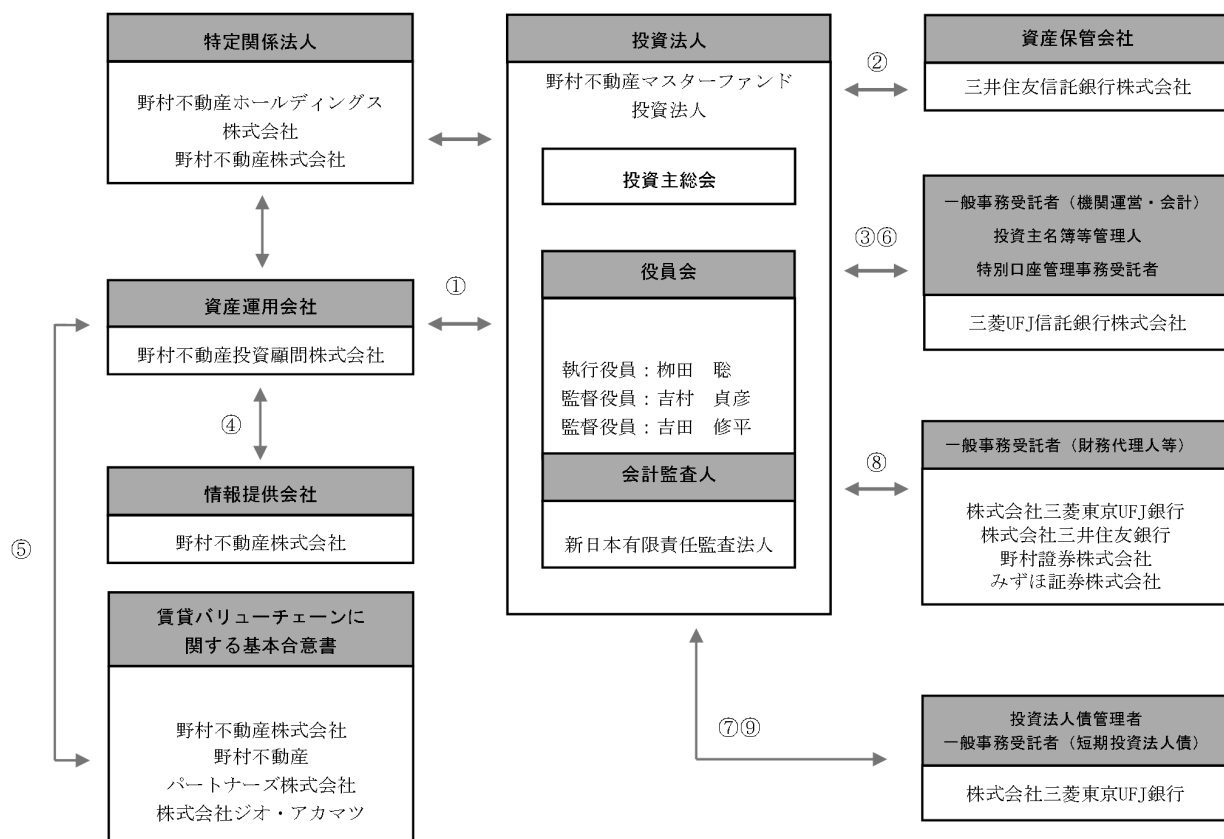 特定関係法人
野村不動産ホールディングス
株式会社
野村不動産株式会社
資産運用会社
野村不動産投資顧問株式会社
④
情報提供会社
野村不動産株式会社
⑤
賃貸バリューチェーンに
関する基本合意書
野村不動産株式会社
野村不動産
パートナーズ株式会社
株式会社ジオ・アカマツ
①
投資法人
野村不動産マスターファンド
投資法人
投資主総会
役員会
執行役員：柳田 聡
監督役員：吉村 貞彦
監督役員：吉田 修平
会計監査人
新日本有限責任監査法人
②
資産保管会社
三井住友信託銀行株式会社
③⑥
一般事務受託者（機関運営・会計）
投資主名簿等管理人
特別口座管理事務受託者
三菱UFJ信託銀行株式会社
⑧
一般事務受託者（財務代理人等）
株式会社三菱東京UFJ銀行
株式会社三井住友銀行
野村證券株式会社
みずほ証券株式会社
⑦⑨
投資法人債管理者
一般事務受託者（短期投資法人債）
株式会社三菱東京UFJ銀行